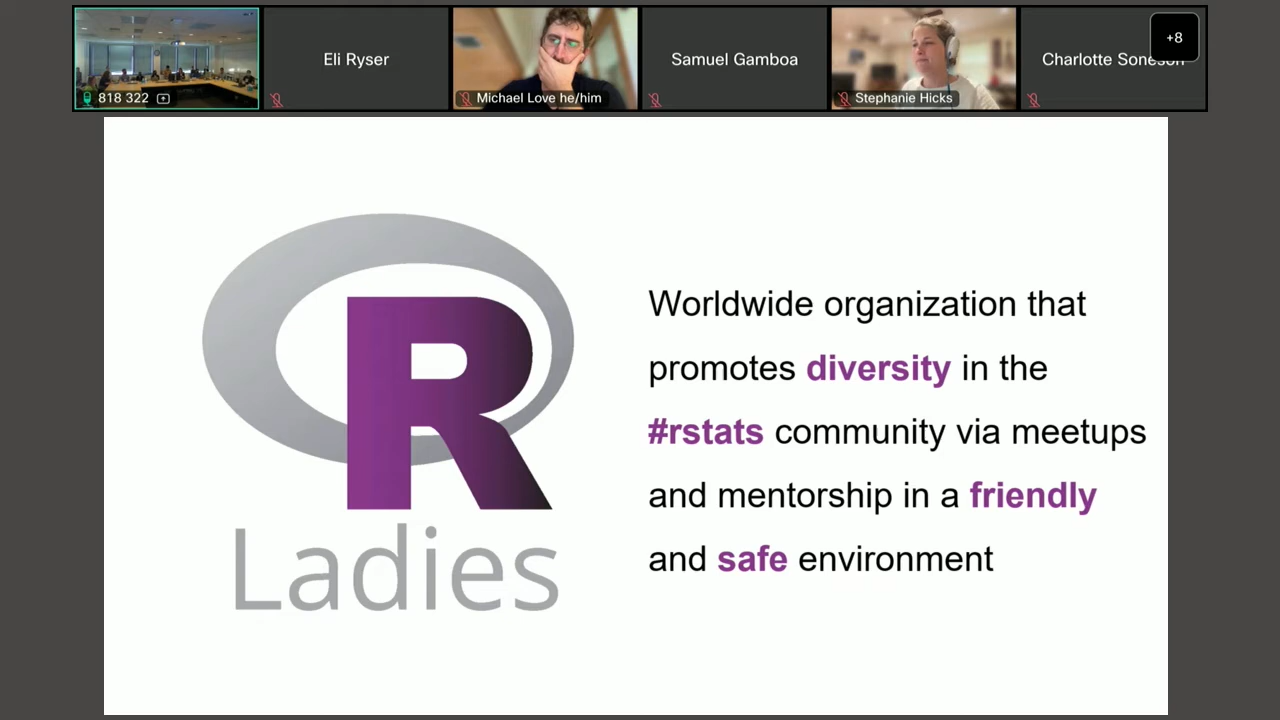 818 322
Eli Ryser
Michael Love he/him
Samuel Gamboa
Stephanie Hicks
Charlotte Soneson
+8
R
Ladies
Worldwide organization that
promotes diversity in the
#rstats community via meetups
and mentorship in a friendly
and safe environment